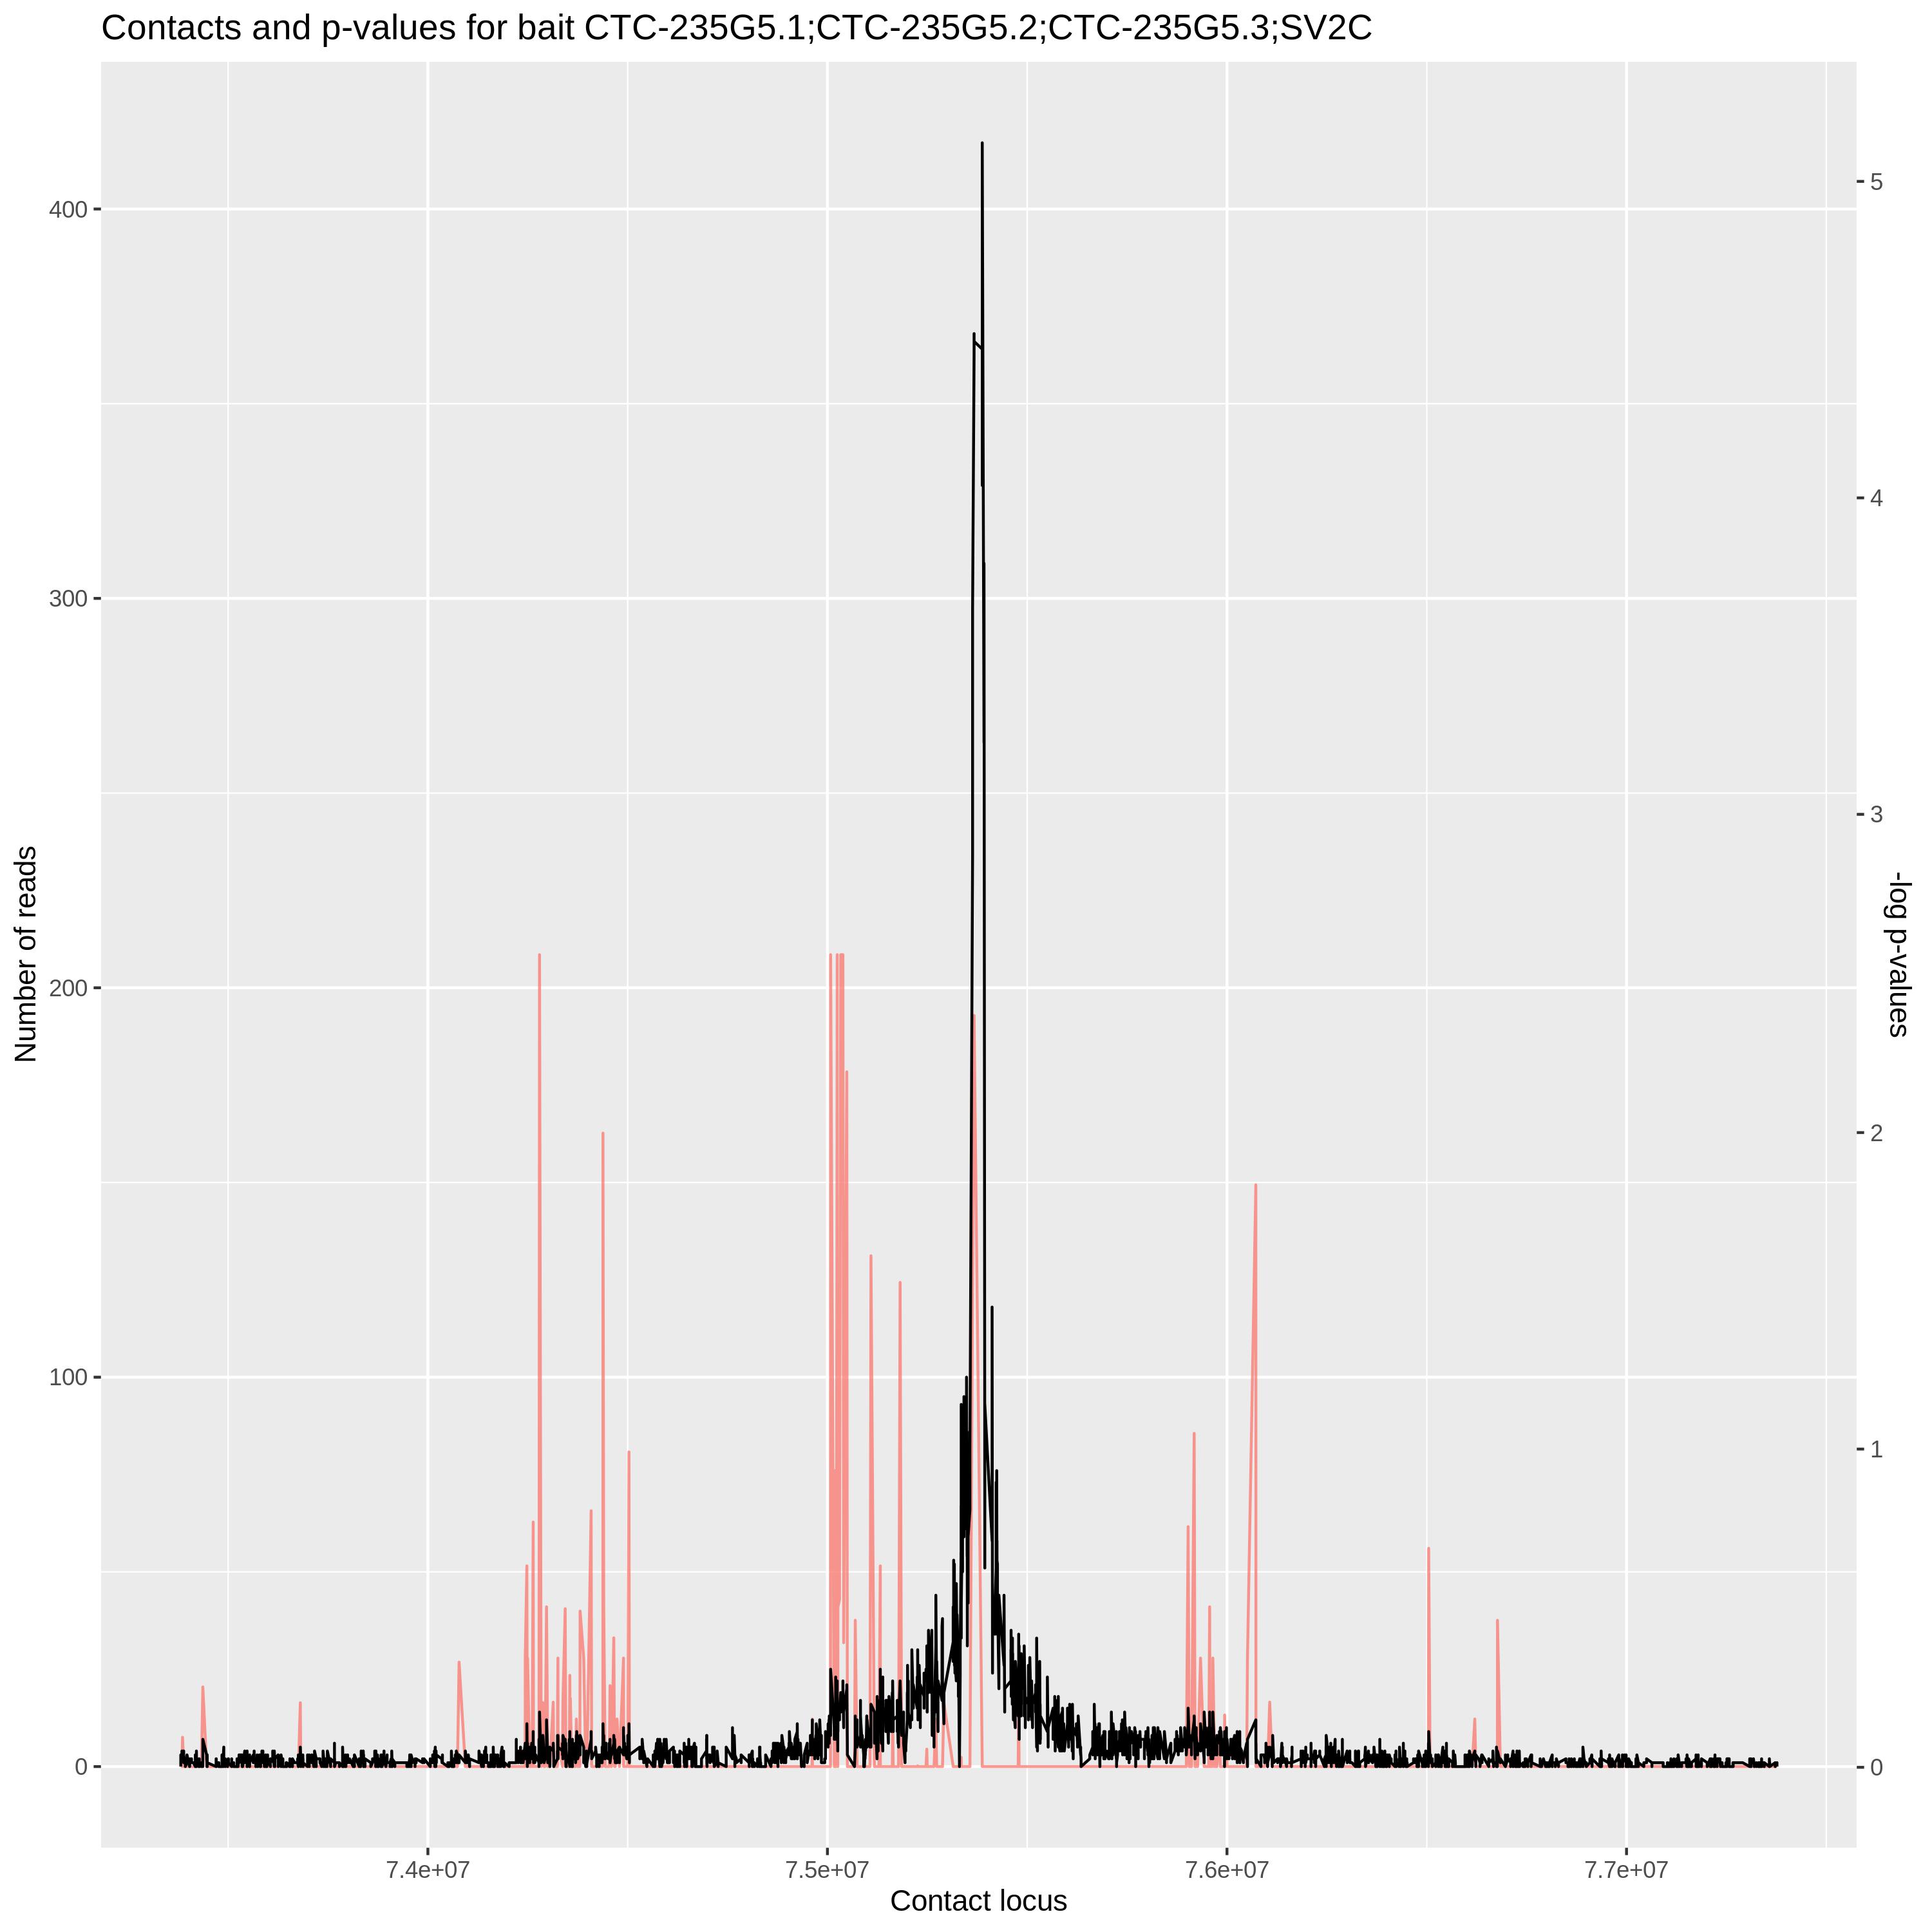 Contacts and p-values for bait CTC-235G5.1;CTC-235G5.2;CTC-235G5.3;SV2C
400
300
200
100
0
Number of reads
5
4
3
2
1
0
-log p-values
7.4e+07
7.5e+07
7.6e+07
7.7e+07
Contact locus